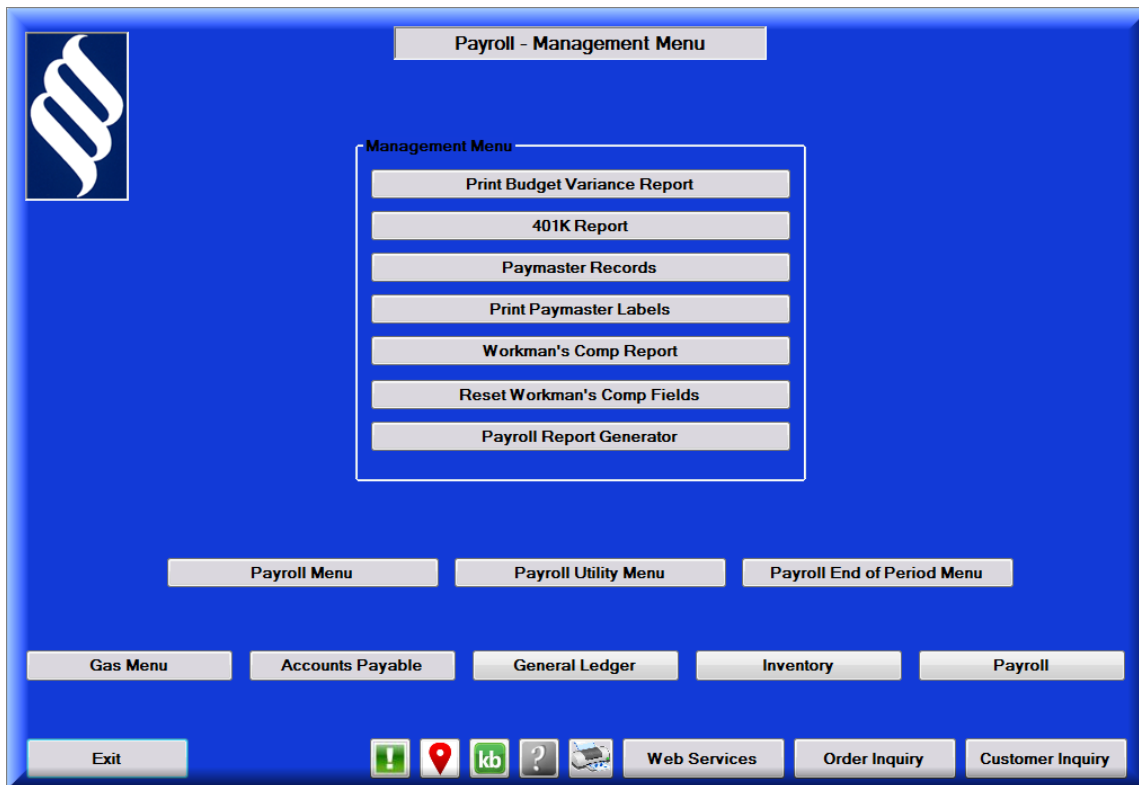 Payroll - Management Menu
Management Menu
Print Budget Variance Report
401K Report
Paymaster Records
Print Paymaster Labels
Workman's Comp Report
Reset Workman's Comp Fields
Payroll Report Generator
Payroll Menu Payroll Utility Menu Payroll End of Period Menu
Gas Menu Accounts Payable General Ledger Inventory Payroll
Exit ! kb ? Web Services Order Inquiry Customer Inquiry